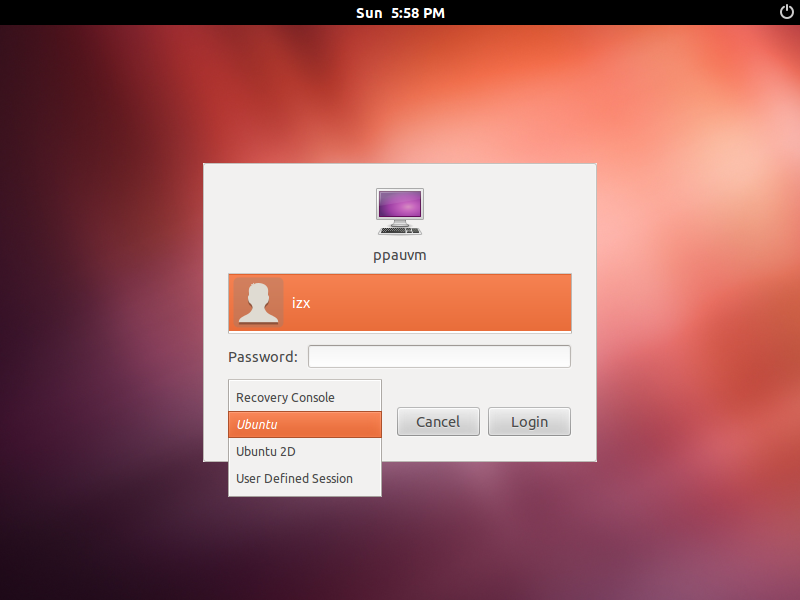 Sun 5:58 PM
ppauvm
izx
Password:
Recovery Console
Ubuntu
Ubuntu 2D
User Defined Session
Cancel
Login